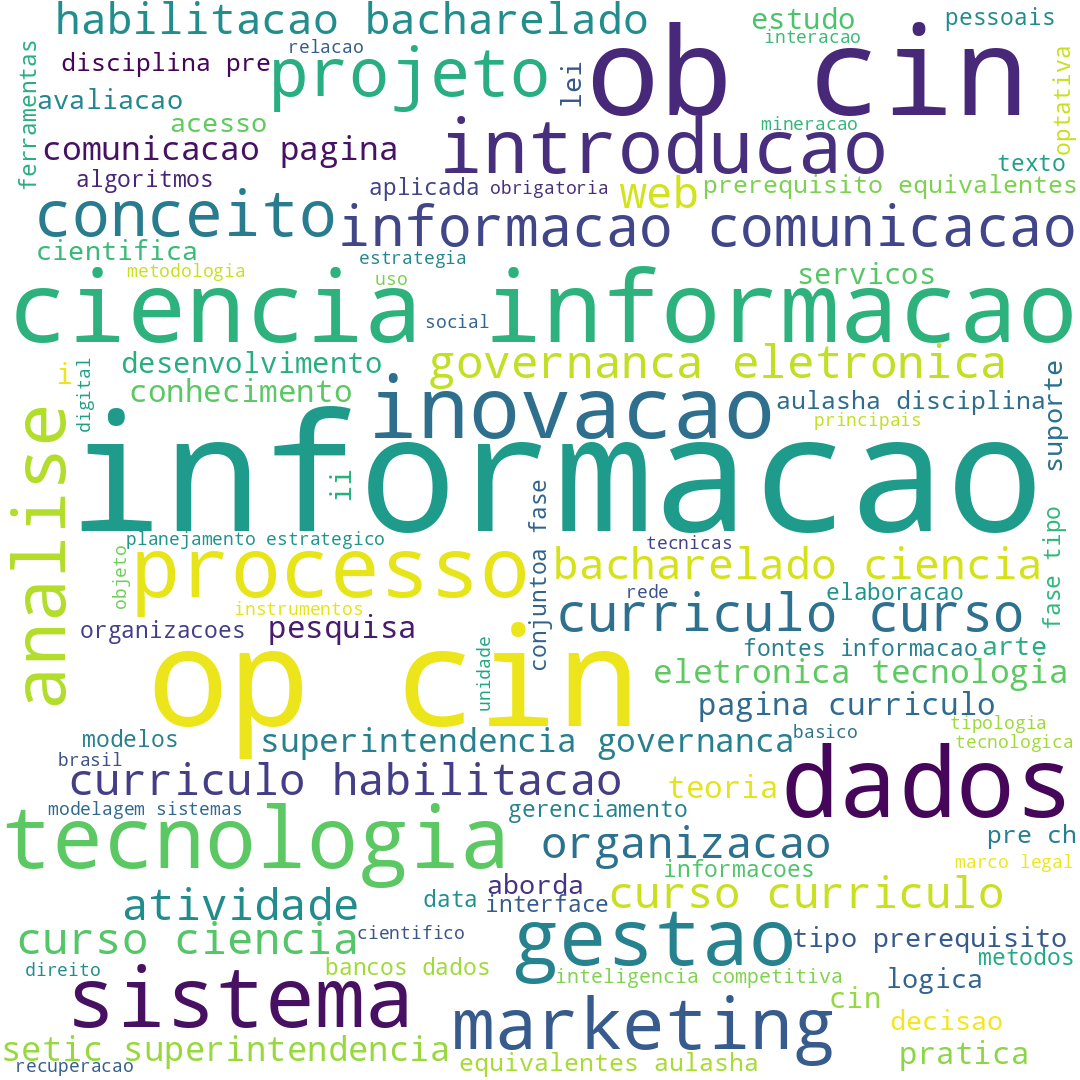 habilitacao bacharelado
estudo
pessoais
relacao
interacao
disciplina pre
projeto
lei
ob cin
ferramentas
avaliacao
optativa
acesso
introducao
mineracao
comunicacao pagina
texto
algoritmos
aplicada
obrigatoria
web
prerequisito equivalentes
conceito
informacao comunicacao
cientifica
estrategia
metodologia
uso
servicos
ciencia informacao
social
desenvolvimento
governanca eletronica
i
digital
conhecimento
inovacao
aulasha disciplina
suporte
principais
analise
informacao
ii
planejamento estrategico
conjuntoa fase
tecnicas
fase tipo
objeto
processo
bacharelado ciencia
rede
elaboracao
instrumentos
curriculo curso
organizacoes
pesquisa
fontes informacao
arte
unidade
op cin
eletronica tecnologia
pagina curriculo
tipologia
modelos
superintendencia governanca
basico
tecnologica
brasil
curriculo habilitacao
teoria
dados
modelagem sistemas
gerenciamento
tecnologia
organizacao
pre ch
informacoes
marco legal
aborda
atividade
data
interface
curso curriculo
curso ciencia
cientifico
gestao
tipo prerequisito
direito
bancos dados
metodos
inteligencia competitiva
logica
sistema
marketing
cin
decisao
setic superintendencia
pratica
recuperacao
equivalentes aulasha